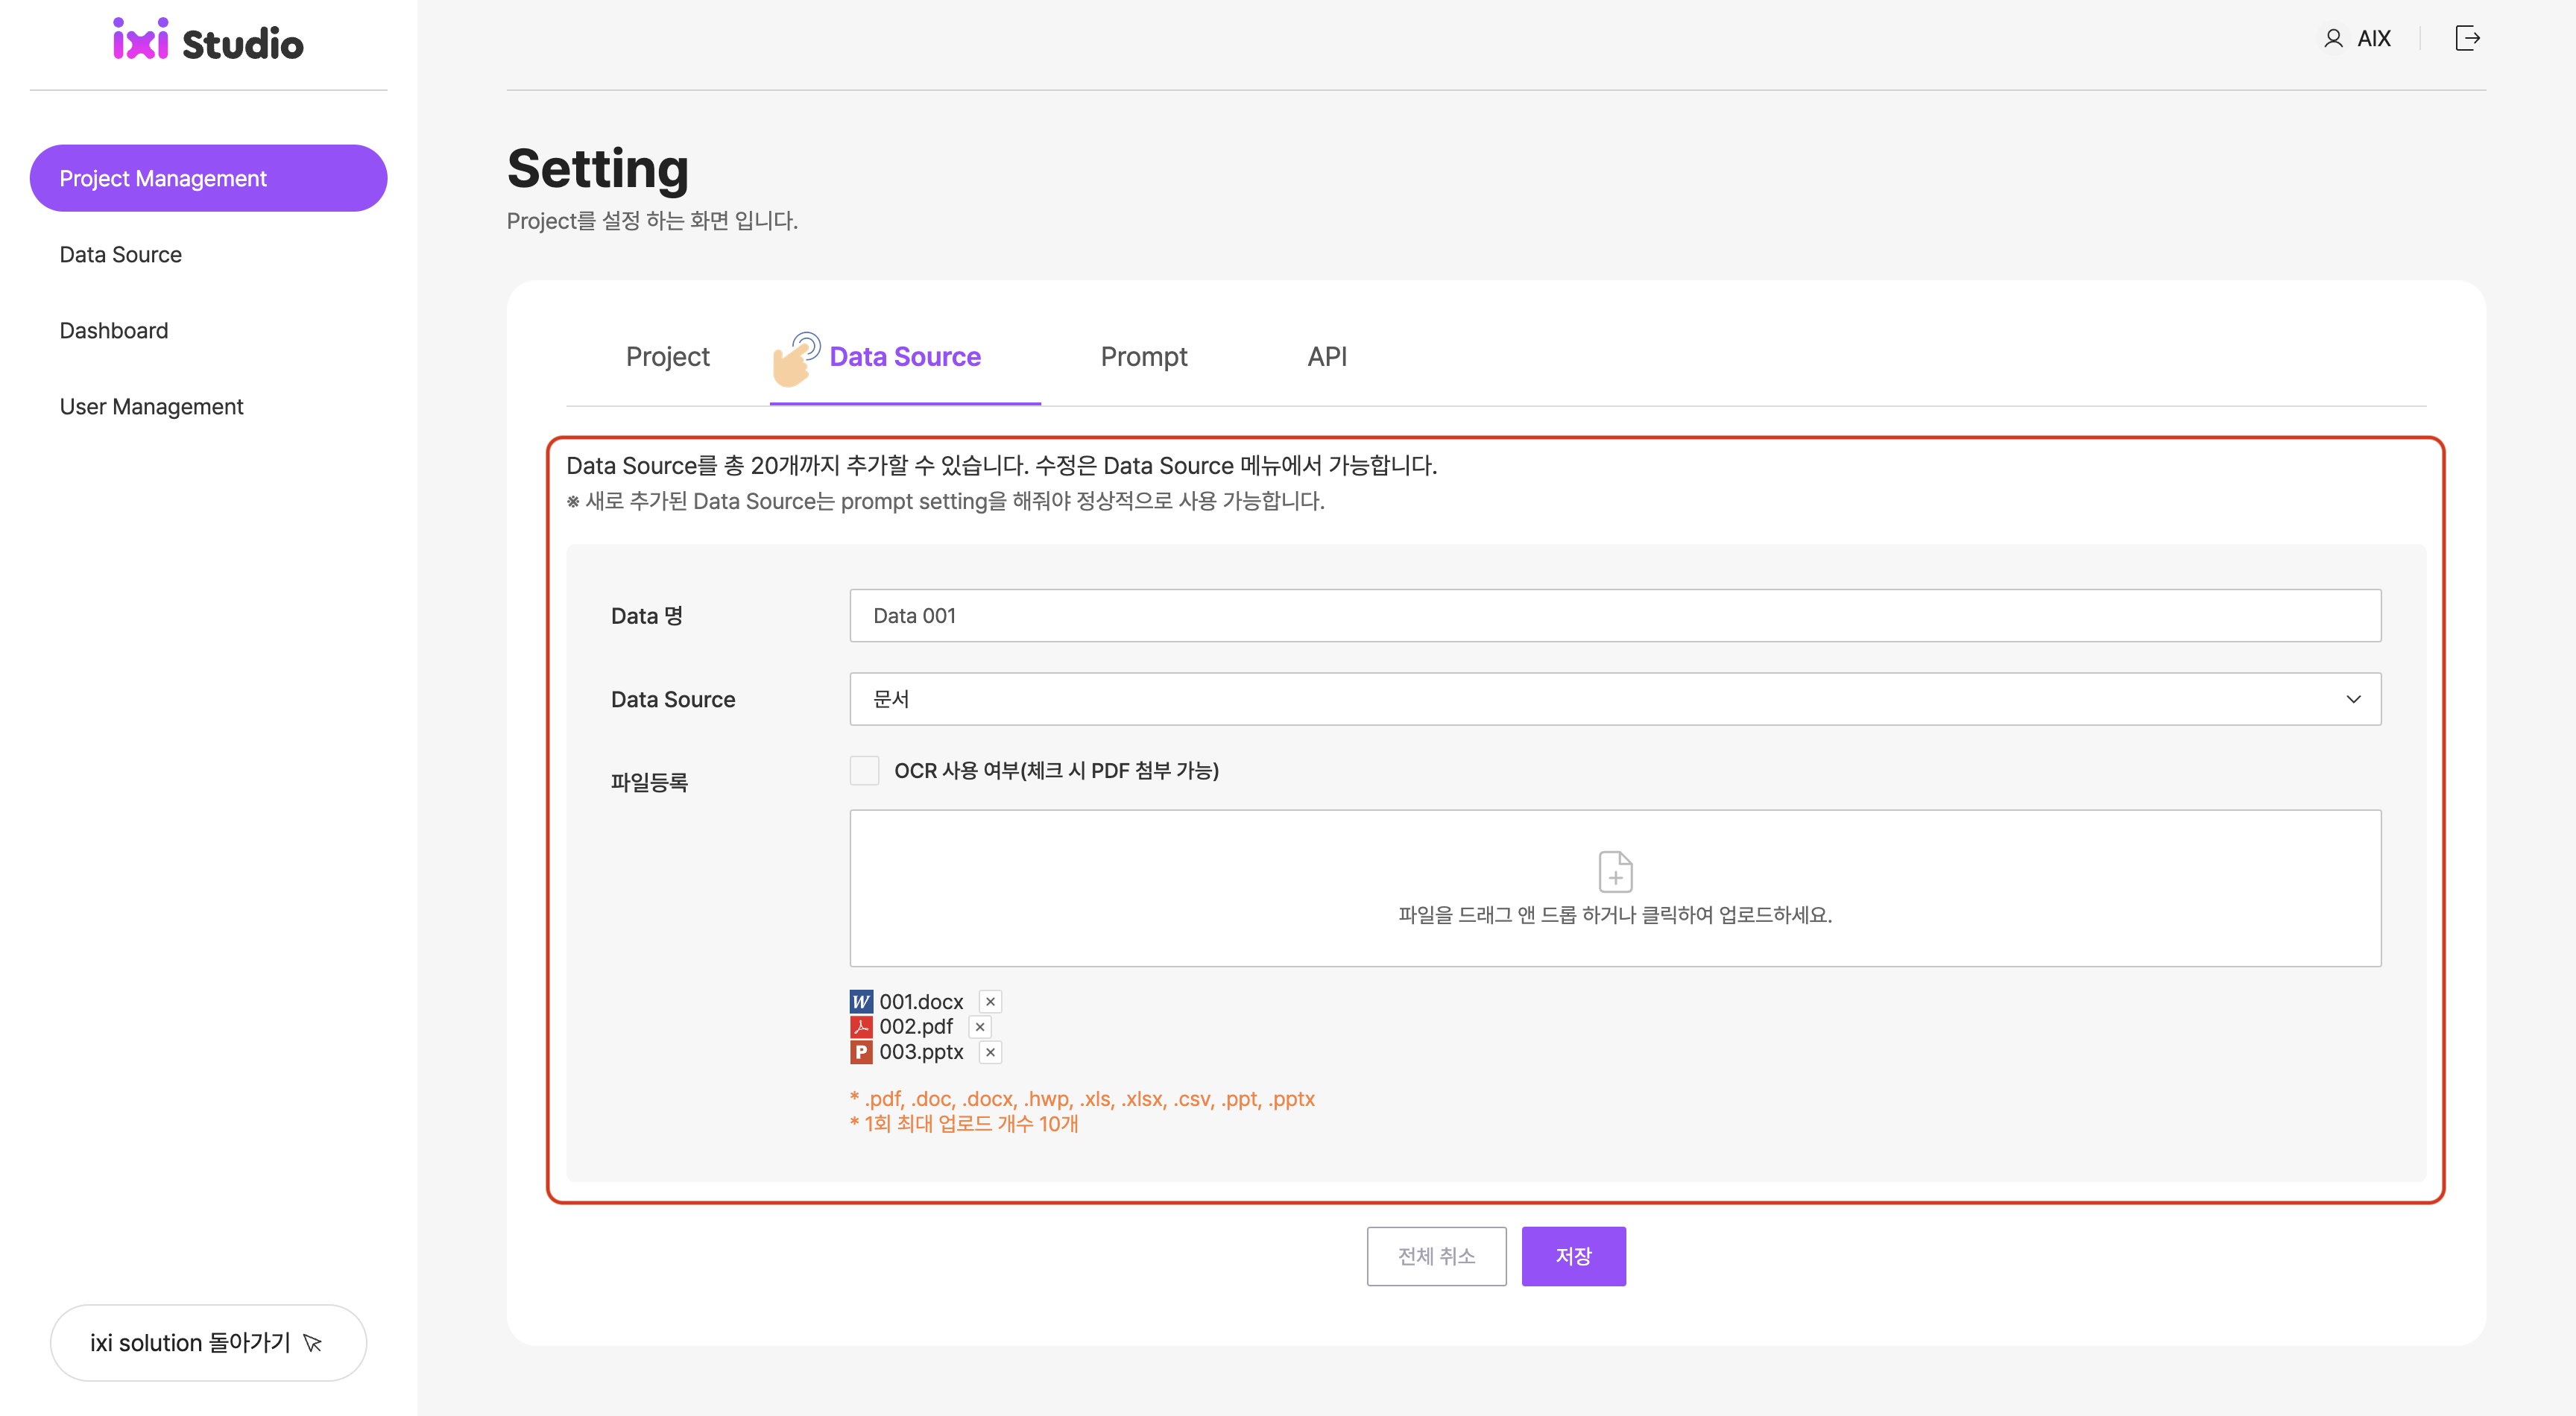 ixi Studio
AIX
Project Management
Data Source
Dashboard
User Management
ixi solution 돌아가기
Setting
Project를 설정 하는 화면 입니다.
Project
Data Source
Prompt
API
Data Source를 총 20개까지 추가할 수 있습니다. 수정은 Data Source 메뉴에서 가능합니다.
※ 새로 추가된 Data Source는 prompt setting을 해줘야 정상적으로 사용 가능합니다.
Data 명
Data 001
Data Source
문서
파일등록
OCR 사용 여부(체크 시 PDF 첨부 가능)
파일을 드래그 앤 드롭 하거나 클릭하여 업로드하세요.
W 001.docx
002.pdf
P 003.pptx
* .pdf, .doc, .docx, .hwp, .xls, .xlsx, .csv, .ppt, .pptx
* 1회 최대 업로드 개수 10개
전체 취소
저장